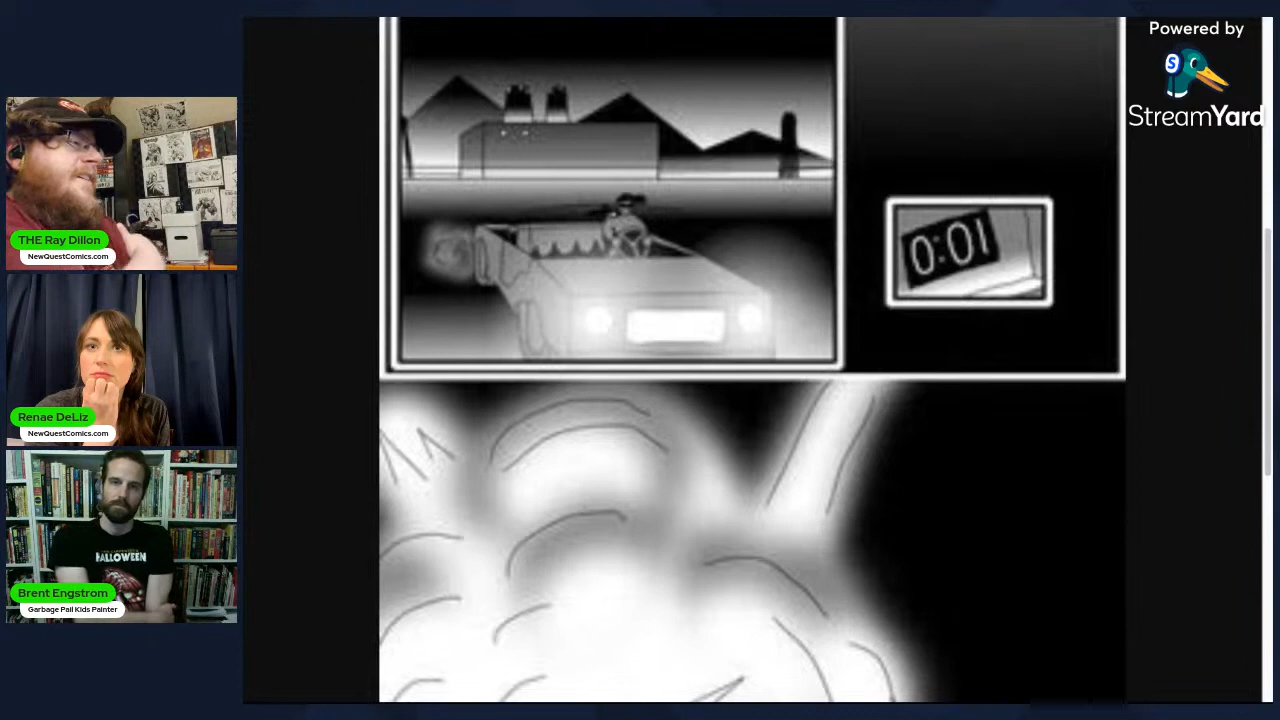 Powered by
StreamYard
THE Ray Dillon
NewQuestComics.com
0:01
Renae DeLiz
NewQuestComics.com
HALLOWEEN
Brent Engstrom
Garbage Pail Kids Painter